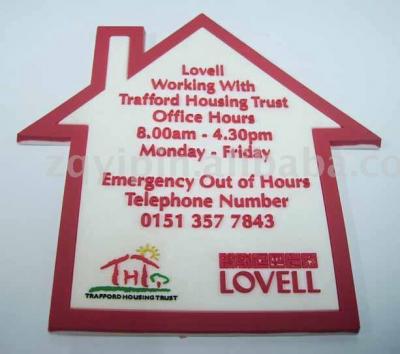 Lovell
Working With
Trafford Housing Trust
Office Hours
8.00am - 4.30pm
Monday - Friday
Emergency Out of Hours
Telephone Number
0151 357 7843
THT
TRAFFORD HOUSING TRUST
LOVELL